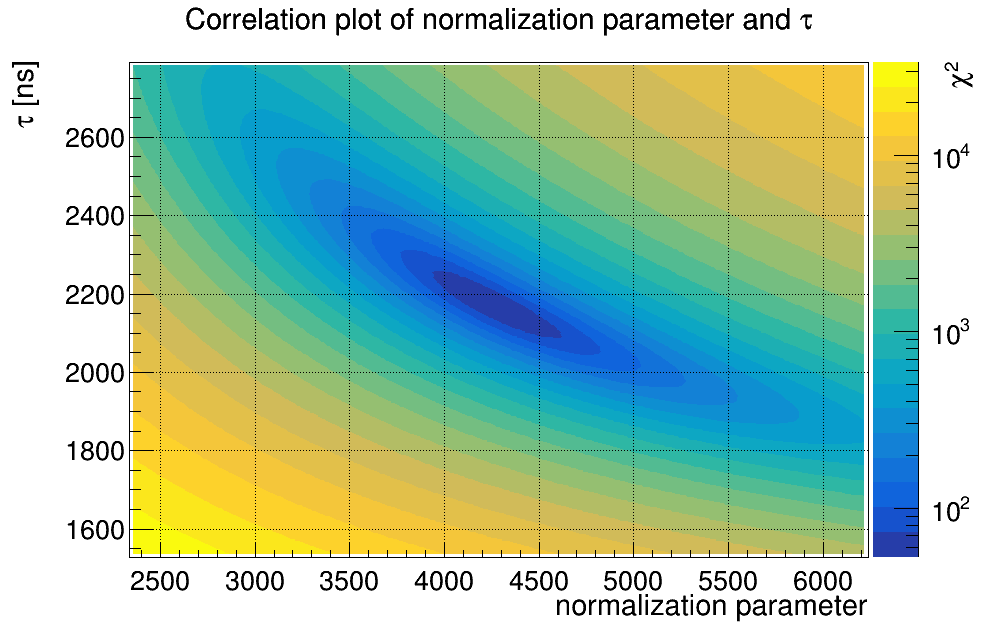 Correlation plot of normalization parameter and τ
τ [ns]
χ²
2600
2400
2200
2000
1800
1600
10⁴
10³
10²
2500 3000 3500 4000 4500 5000 5500 6000
normalization parameter